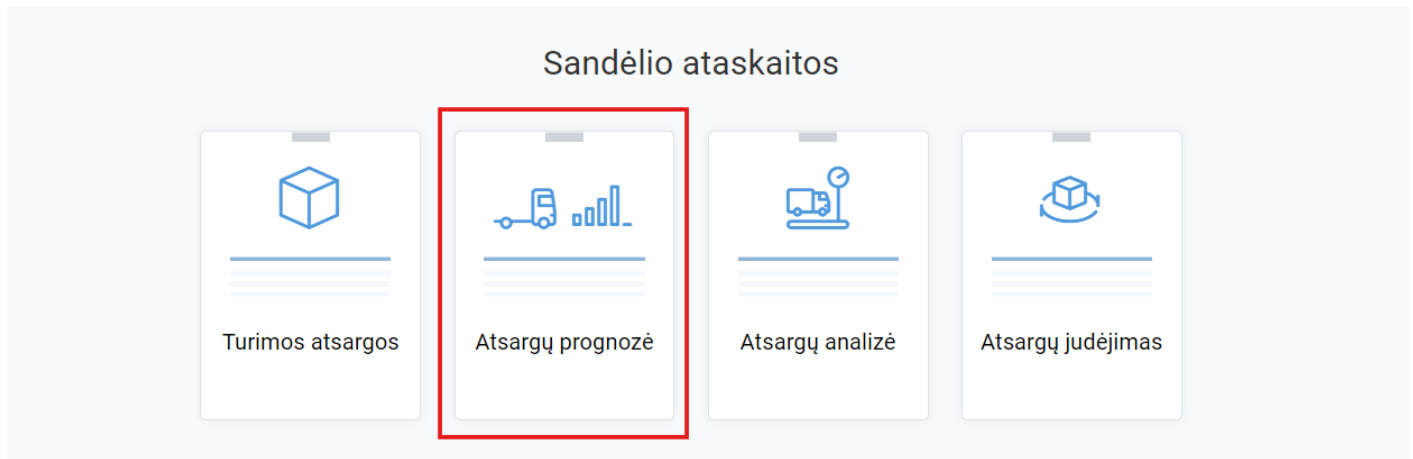 Sandėlio ataskaitos
Turimos atsargos
Atsargų prognozė
Atsargų analizė
Atsargų judėjimas